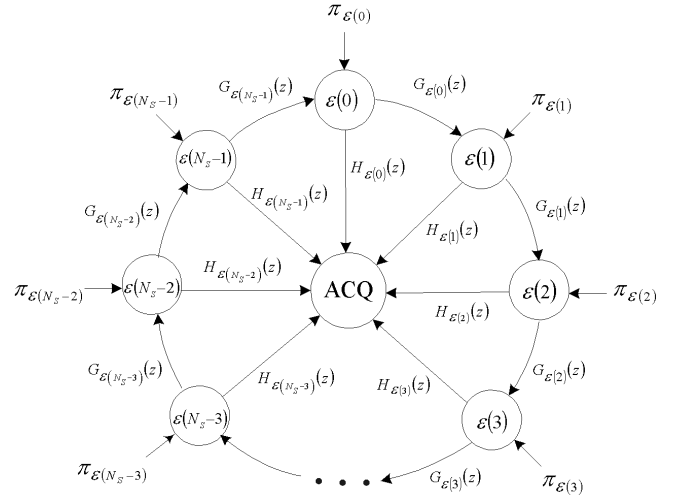 π_ε(0)
G_ε(N_S−1)(z)
G_ε(0)(z)
π_ε(N_S−1)
ε(0)
π_ε(1)
ε(N_S−1)
ε(1)
H_ε(0)(z)
H_ε(N_S−1)(z)
G_ε(N_S−2)(z)
G_ε(1)(z)
H_ε(1)(z)
H_ε(N_S−2)(z)
π_ε(N_S−2)
ε(N_S−2)
ACQ
ε(2)
π_ε(2)
H_ε(2)(z)
G_ε(N_S−3)(z)
H_ε(N_S−3)(z)
H_ε(3)(z)
G_ε(2)(z)
ε(N_S−3)
ε(3)
π_ε(N_S−3)
• • •
G_ε(3)(z)
π_ε(3)